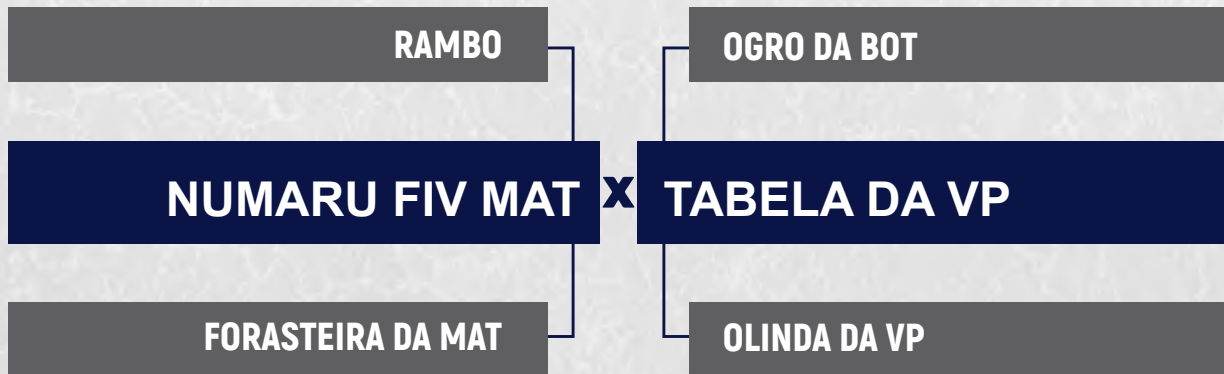 RAMBO
OGRO DA BOT
NUMARU FIV MAT X TABELA DA VP
FORASTEIRA DA MAT
OLINDA DA VP